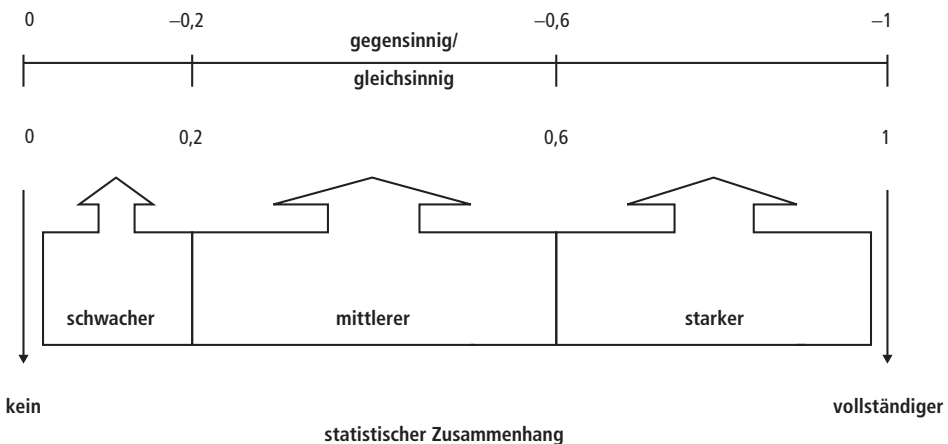 0 –0,2 –0,6 –1
gegensinnig/
gleichsinnig
0 0,2 0,6 1
schwacher mittlerer starker
kein vollständiger
statistischer Zusammenhang